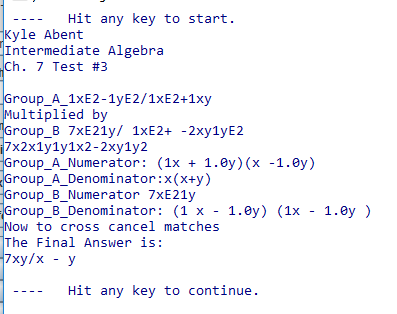 ---- Hit any key to start.
Kyle Abent
Intermediate Algebra
Ch. 7 Test #3
Group_A_1xE2-1yE2/1xE2+1xy
Multiplied by
Group_B 7xE21y/ 1xE2+ -2xy1yE2
7x2x1y1y1x2-2xy1y2
Group_A_Numerator: (1x + 1.0y)(x -1.0y)
Group_A_Denominator:x(x+y)
Group_B_Numerator 7xE21y
Group_B_Denominator: (1 x - 1.0y) (1x - 1.0y )
Now to cross cancel matches
The Final Answer is:
7xy/x - y
---- Hit any key to continue.